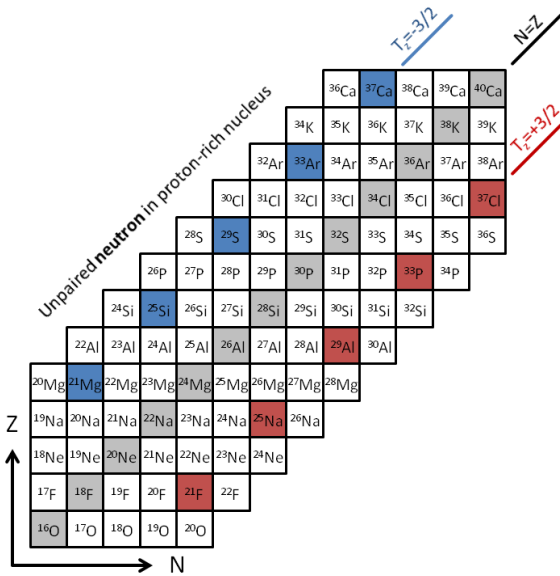 T_z=-3/2
N=Z
T_z=+3/2
Unpaired neutron in proton-rich nucleus
³⁶Ca ³⁷Ca ³⁸Ca ³⁹Ca ⁴⁰Ca
³⁴K ³⁵K ³⁶K ³⁷K ³⁸K ³⁹K
³²Ar ³³Ar ³⁴Ar ³⁵Ar ³⁶Ar ³⁷Ar ³⁸Ar
³⁰Cl ³¹Cl ³²Cl ³³Cl ³⁴Cl ³⁵Cl ³⁶Cl ³⁷Cl
²⁸S ²⁹S ³⁰S ³¹S ³²S ³³S ³⁴S ³⁵S ³⁶S
²⁶P ²⁷P ²⁸P ²⁹P ³⁰P ³¹P ³²P ³³P ³⁴P
²⁴Si ²⁵Si ²⁶Si ²⁷Si ²⁸Si ²⁹Si ³⁰Si ³¹Si ³²Si
²²Al ²³Al ²⁴Al ²⁵Al ²⁶Al ²⁷Al ²⁸Al ²⁹Al ³⁰Al
²⁰Mg ²¹Mg ²²Mg ²³Mg ²⁴Mg ²⁵Mg ²⁶Mg ²⁷Mg ²⁸Mg
¹⁹Na ²⁰Na ²¹Na ²²Na ²³Na ²⁴Na ²⁵Na ²⁶Na
¹⁸Ne ¹⁹Ne ²⁰Ne ²¹Ne ²²Ne ²³Ne ²⁴Ne
¹⁷F ¹⁸F ¹⁹F ²⁰F ²¹F ²²F
¹⁶O ¹⁷O ¹⁸O ¹⁹O ²⁰O
Z
N